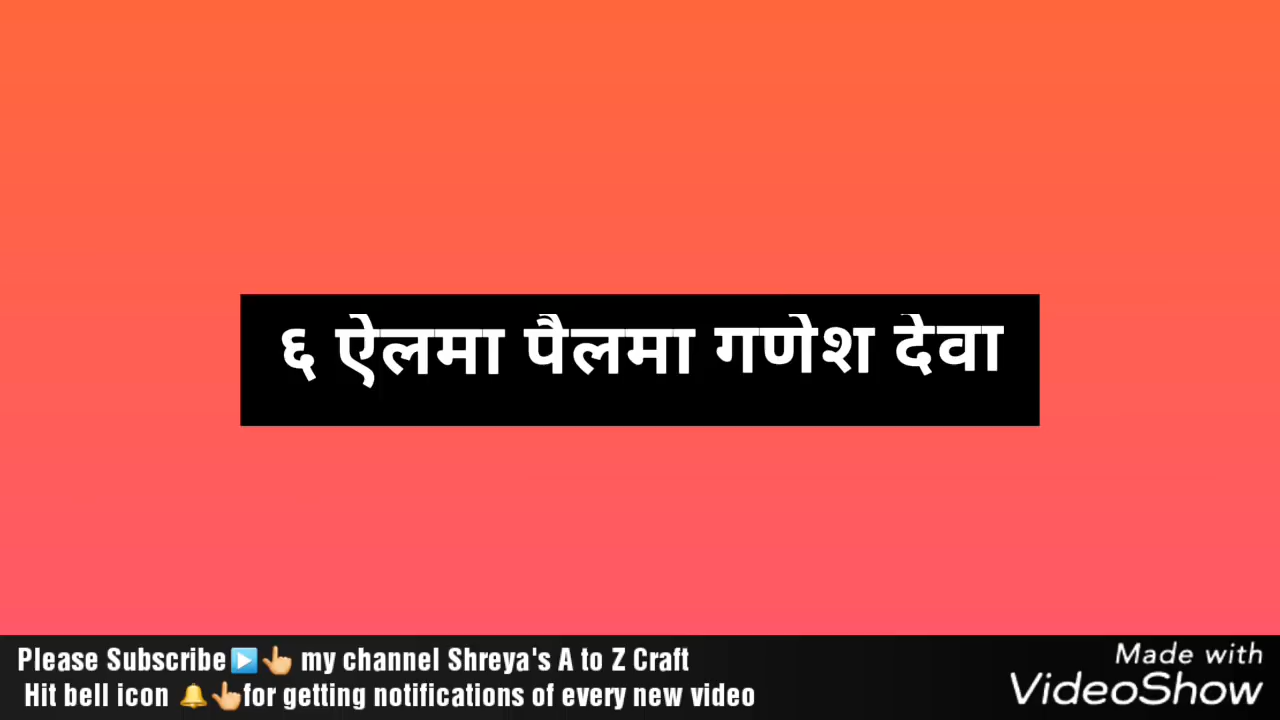 ६ ऐलमा पैलमा गणेश देवा
Please Subscribe▶️👆 my channel Shreya's A to Z Craft
Hit bell icon 🔔👆for getting notifications of every new video
Made with
VideoShow